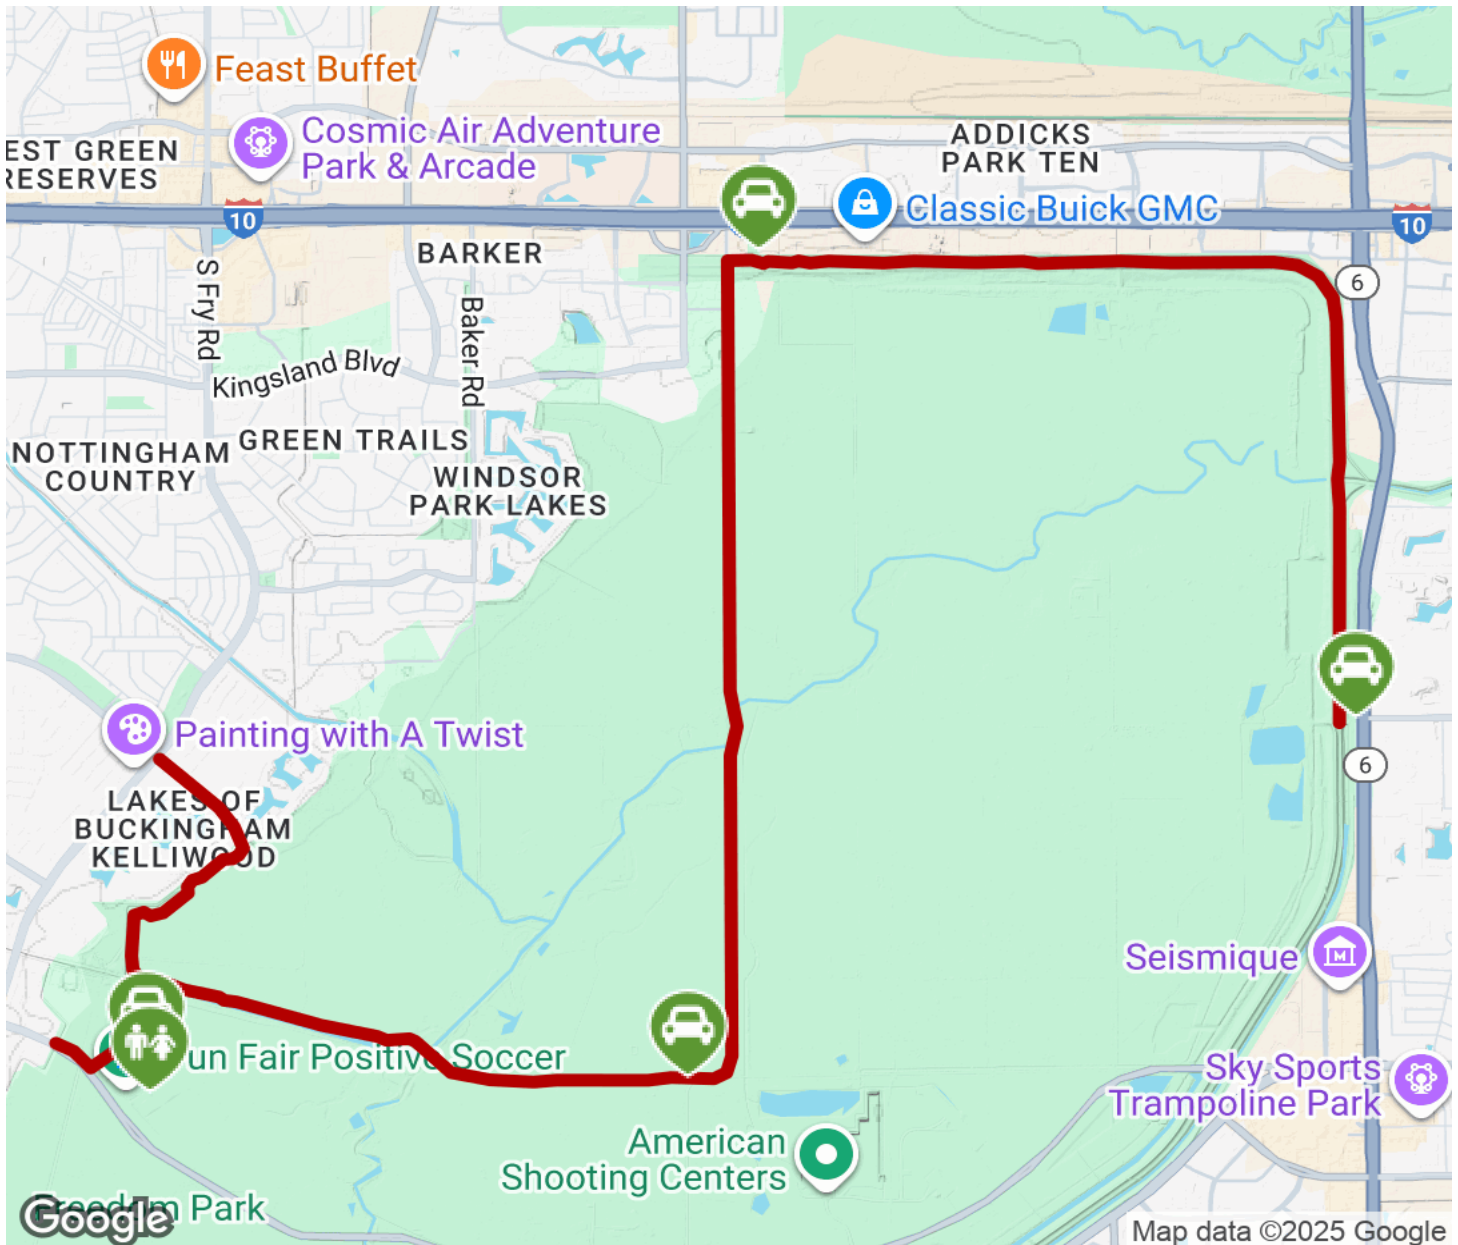 Feast Buffet
Cosmic Air Adventure
Park & Arcade
EST GREEN
RESERVES
ADDICKS
PARK TEN
10
Classic Buick GMC
10
BARKER
S Fry Rd
Baker Rd
6
Kingsland Blvd
NOTTINGHAM
COUNTRY
GREEN TRAILS
WINDSOR
PARK LAKES
Painting with A Twist
6
LAKES OF
BUCKINGHAM
KELLIWOOD
Seismique
M
un Fair Positive Soccer
Sky Sports
Trampoline Park
American
Shooting Centers
Freedom Park
Google
Map data ©2025 Google